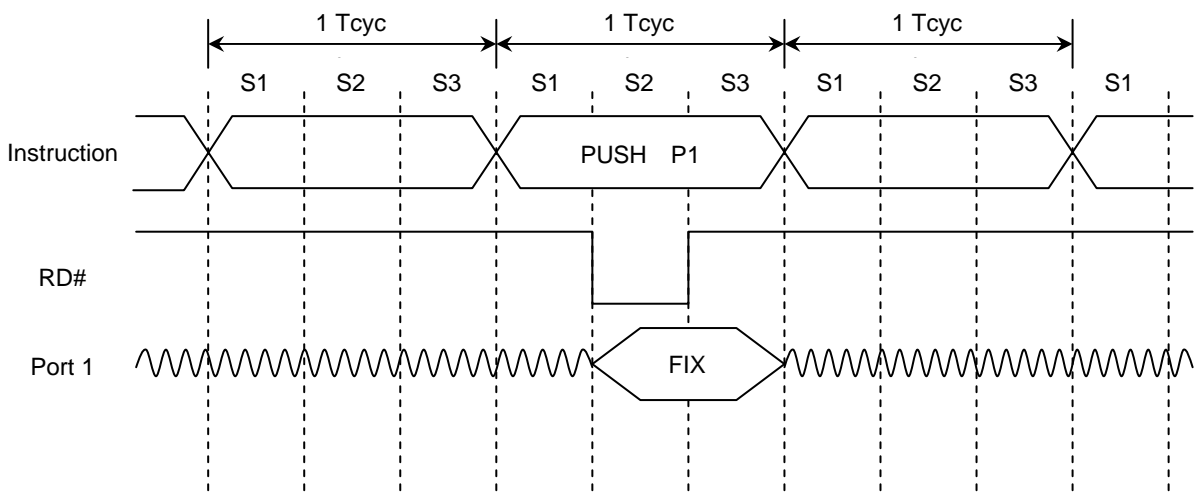 1 Tcyc 1 Tcyc 1 Tcyc
S1 S2 S3 S1 S2 S3 S1 S2 S3 S1
Instruction PUSH P1
RD#
Port 1 FIX